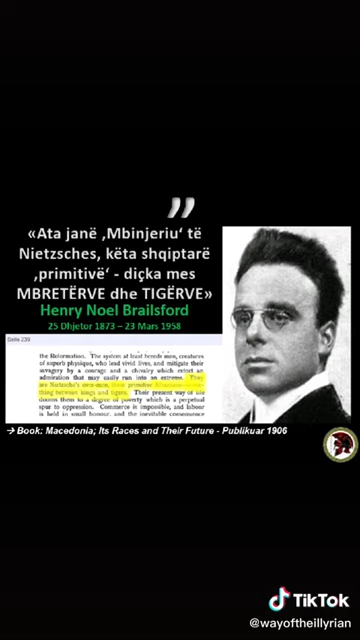 ”
«Ata janë ‚Mbinjeriu‘ të
Nietzsches, këta shqiptarë
‚primitivë‘ - diçka mes
MBRETËRVE dhe TIGËRVE»
Henry Noel Brailsford
25 Dhjetor 1873 – 23 Mars 1958
Seite 239
the Reformation. The system at least breeds men, creatures
of superb physique, who lead vivid lives, and mitigate their
savagery by a courage and a chivalry which extort an
admiration that may easily run into an extreme. They
are Nietzsche's over-men, these primitive Albanians—some-
thing between kings and tigers. Their present way of life
dooms them to a degree of poverty which is a perpetual
spur to oppression. Commerce is impossible, and labour
is held in small honour, and the inevitable consequence
→ Book: Macedonia; Its Races and Their Future - Publikuar 1906
TikTok
@wayoftheillyrian